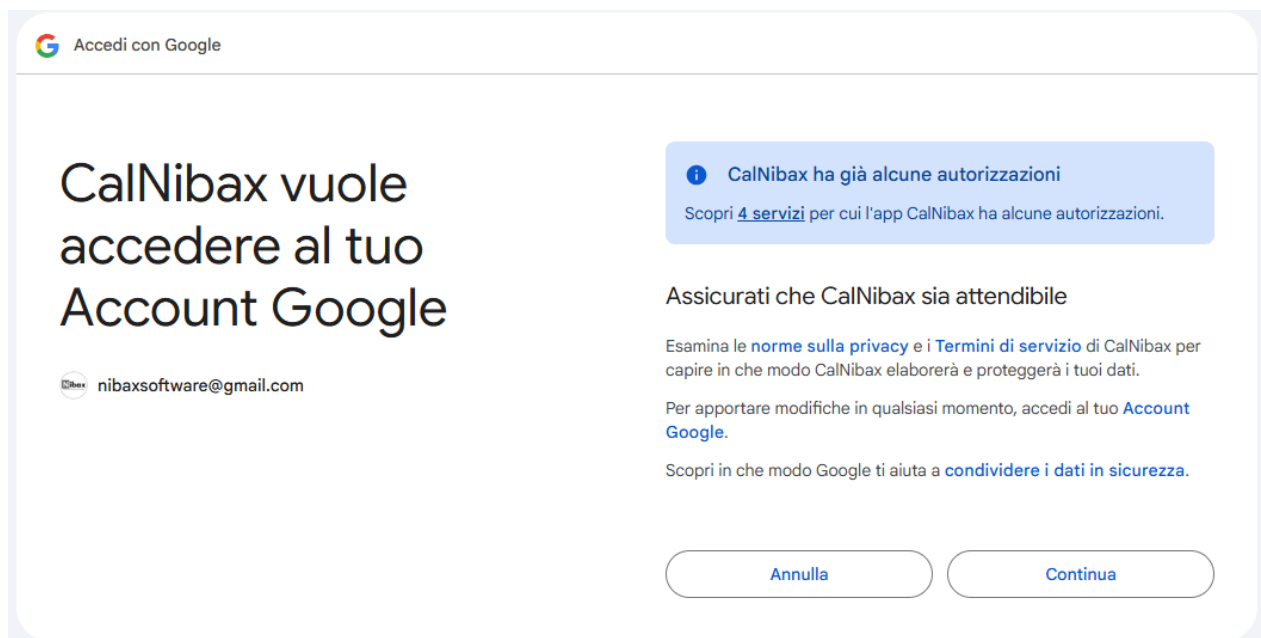 Accedi con Google
CalNibax vuole
accedere al tuo
Account Google
Nibax nibaxsoftware@gmail.com
CalNibax ha già alcune autorizzazioni
Scopri 4 servizi per cui l'app CalNibax ha alcune autorizzazioni.
Assicurati che CalNibax sia attendibile
Esamina le norme sulla privacy e i Termini di servizio di CalNibax per
capire in che modo CalNibax elaborerà e proteggerà i tuoi dati.
Per apportare modifiche in qualsiasi momento, accedi al tuo Account
Google.
Scopri in che modo Google ti aiuta a condividere i dati in sicurezza.
Annulla
Continua